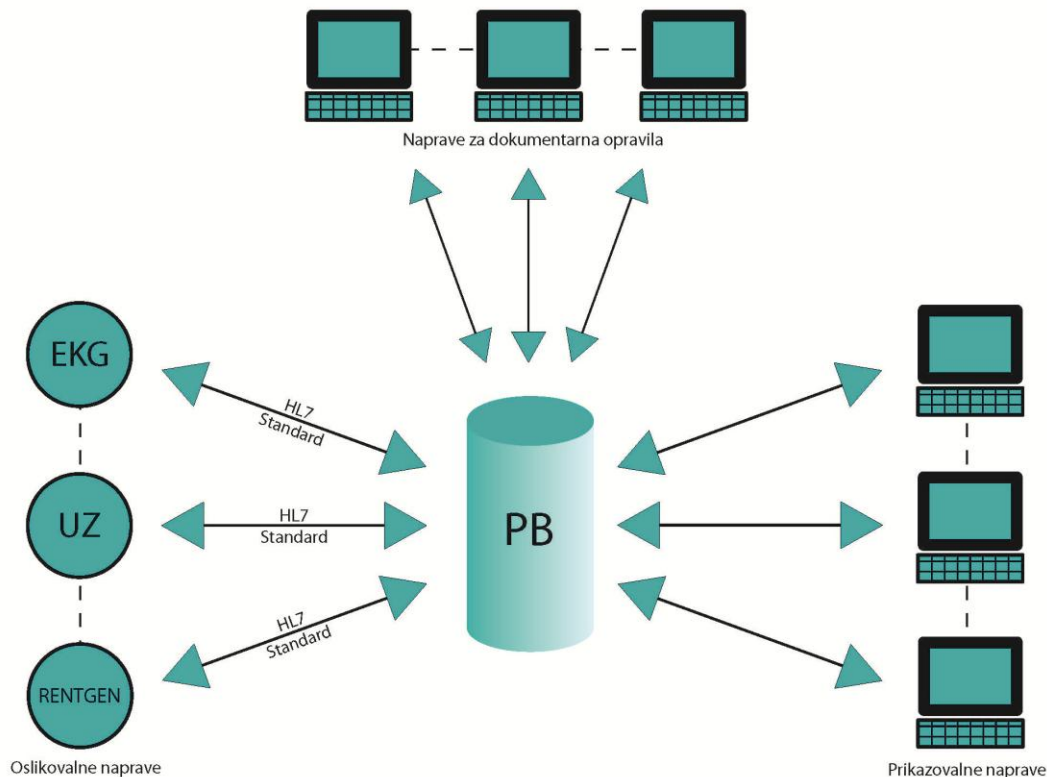 Naprave za dokumentarna opravila
EKG
HL7
Standard
UZ
HL7
Standard
PB
HL7
Standard
RENTGEN
Oslikovalne naprave
Prikazovalne naprave